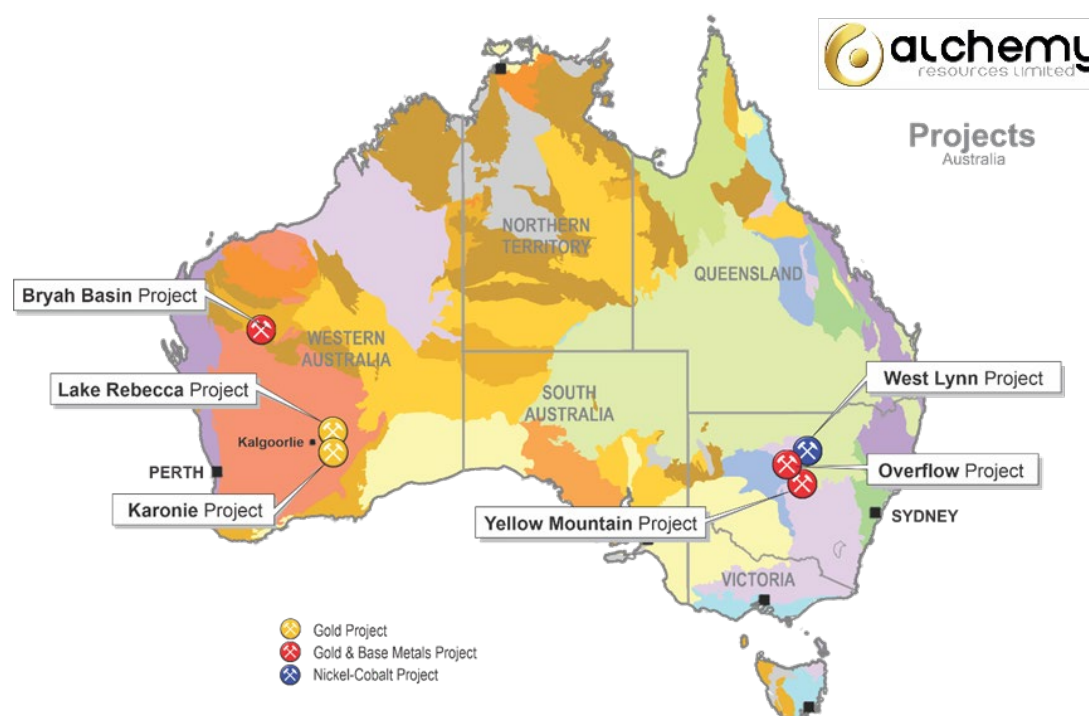 alchemy
resources limited
Projects
Australia
NORTHERN
TERRITORY
QUEENSLAND
Bryah Basin Project
WESTERN
AUSTRALIA
West Lynn Project
Lake Rebecca Project
SOUTH
AUSTRALIA
Kalgoorlie
PERTH
Overflow Project
Karonie Project
Yellow Mountain Project
SYDNEY
VICTORIA
Gold Project
Gold & Base Metals Project
Nickel-Cobalt Project